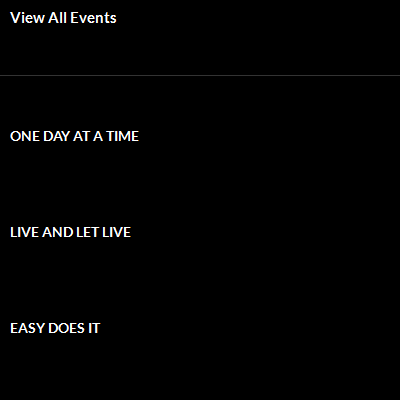 View All Events
ONE DAY AT A TIME
LIVE AND LET LIVE
EASY DOES IT